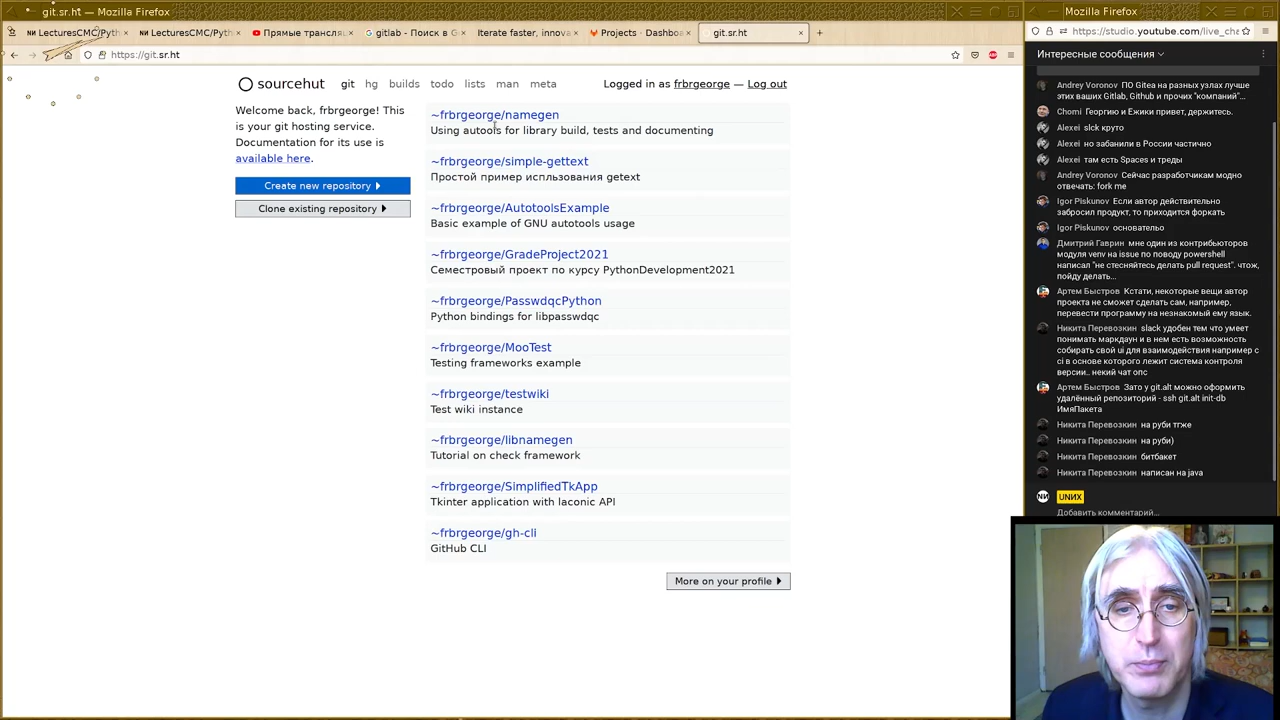 git.sr.ht — Mozilla Firefox
Mozilla Firefox
LecturesCMC/Pyth
LecturesCMC/Pyth
Прямые трансляц
gitlab - Поиск в G
Iterate faster, innova
Projects · Dashboa
git.sr.ht
https://git.sr.ht
https://studio.youtube.com/live_cha
sourcehut
git hg builds todo lists man meta
Logged in as frbrgeorge — Log out
Welcome back, frbrgeorge! This
is your git hosting service.
Documentation for its use is
available here.
Create new repository
Clone existing repository
~frbrgeorge/namegen
Using autools for library build, tests and documenting
~frbrgeorge/simple-gettext
Простой пример испльзования getext
~frbrgeorge/AutotoolsExample
Basic example of GNU autotools usage
~frbrgeorge/GradeProject2021
Семестровый проект по курсу PythonDevelopment2021
~frbrgeorge/PasswdqcPython
Python bindings for libpasswdqc
~frbrgeorge/MooTest
Testing frameworks example
~frbrgeorge/testwiki
Test wiki instance
~frbrgeorge/libnamegen
Tutorial on check framework
~frbrgeorge/SimplifiedTkApp
Tkinter application with laconic API
~frbrgeorge/gh-cli
GitHub CLI
More on your profile
Интересные сообщения
Andrey Voronov ПО Gitea на разных узлах лучше
этих ваших Gitlab, Github и прочих "компаний"...
Chomi Георгию и Ежики привет, держитесь.
Alexei slck круто
Alexei но забанили в России частично
Alexei там есть Spaces и треды
Andrey Voronov Сейчас разработчикам модно
отвечать: fork me
Igor Piskunov Если автор действительно
забросил продукт, то приходится форкать
Igor Piskunov основательо
Дмитрий Гаврин мне один из контрибьюторов
модуля venv на issue по поводу powershell
написал "не стесняйтесь делать pull request". чтож,
пойду делать...
Артем Быстров Кстати, некоторые вещи автор
проекта не сможет сделать сам, например,
перевести программу на незнакомый ему язык.
Никита Перевозкин slack удобен тем что умеет
понимать маркдаун и в нем есть возможность
собирать свой ui для взаимодействия например с
ci в основе которого лежит система контроля
версии.. некий чат опс
Артем Быстров Зато у git.alt можно оформить
удалённый репозиторий - ssh git.alt init-db
ИмяПакета
Никита Перевозкин на руби тгже
Никита Перевозкин на руби)
Никита Перевозкин битбакет
Никита Перевозкин написан на java
UNИX
Добавить комментарий...